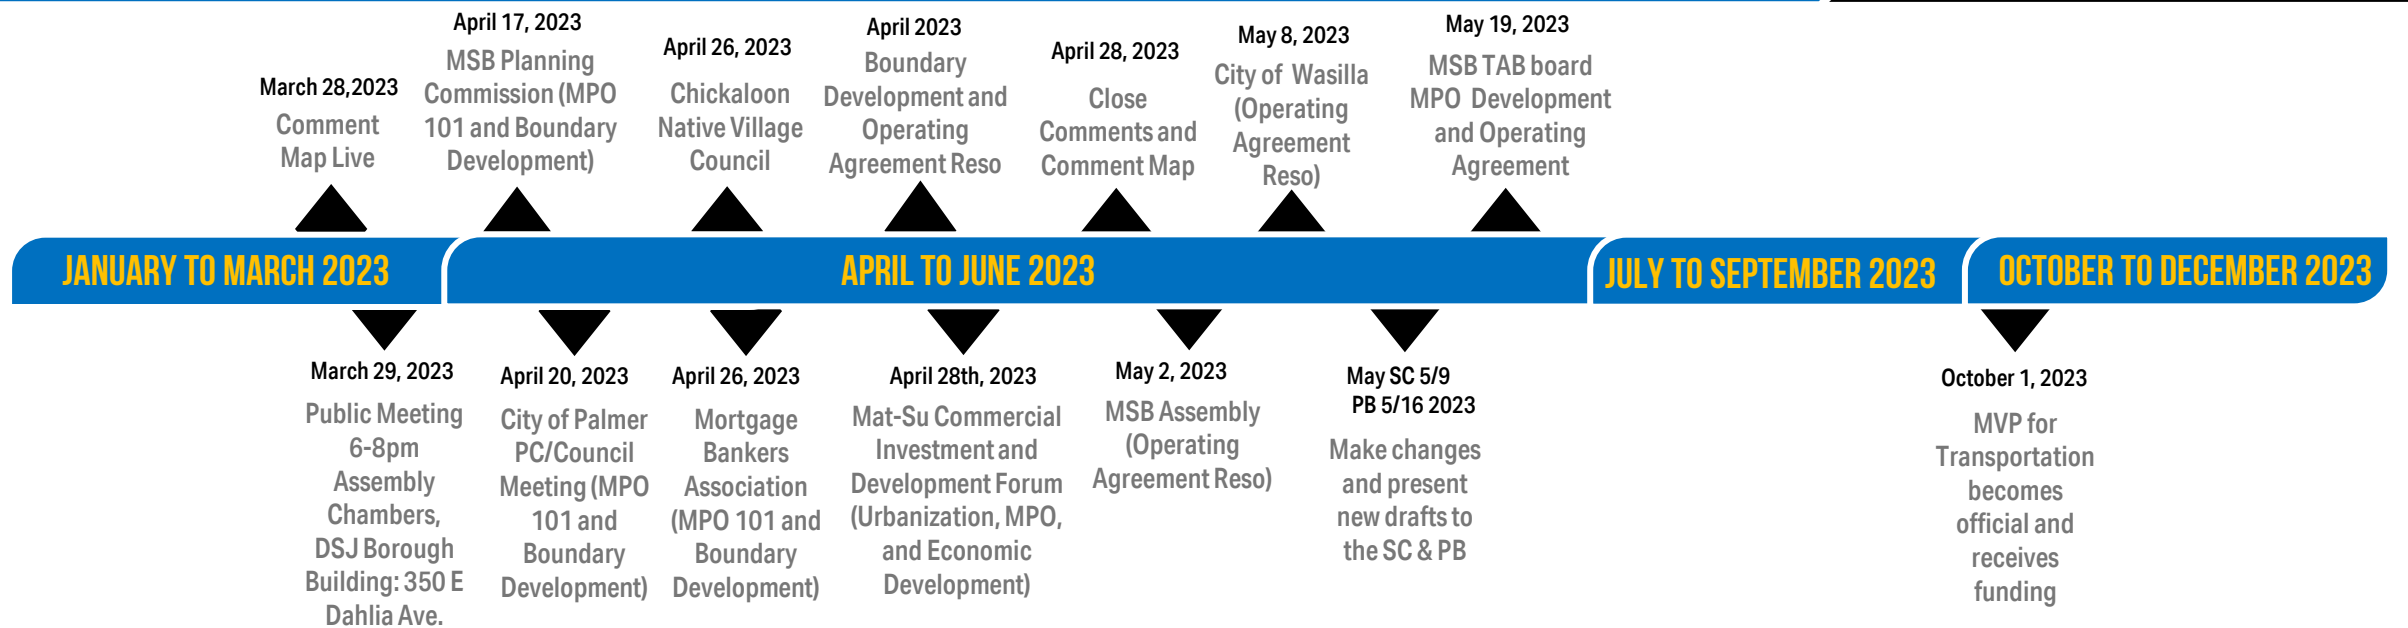 March 28,2023
Comment
Map Live
April 17, 2023
MSB Planning
Commission (MPO
101 and Boundary
Development)
April 26, 2023
Chickaloon
Native Village
Council
April 2023
Boundary
Development and
Operating
Agreement Reso
April 28, 2023
Close
Comments and
Comment Map
May 8, 2023
City of Wasilla
(Operating
Agreement
Reso)
May 19, 2023
MSB TAB board
MPO Development
and Operating
Agreement
JANUARY TO MARCH 2023
APRIL TO JUNE 2023
JULY TO SEPTEMBER 2023
OCTOBER TO DECEMBER 2023
March 29, 2023
Public Meeting
6-8pm
Assembly
Chambers,
DSJ Borough
Building: 350 E
Dahlia Ave.
April 20, 2023
City of Palmer
PC/Council
Meeting (MPO
101 and
Boundary
Development)
April 26, 2023
Mortgage
Bankers
Association
(MPO 101 and
Boundary
Development)
April 28th, 2023
Mat-Su Commercial
Investment and
Development Forum
(Urbanization, MPO,
and Economic
Development)
May 2, 2023
MSB Assembly
(Operating
Agreement Reso)
May SC 5/9
PB 5/16 2023
Make changes
and present
new drafts to
the SC & PB
October 1, 2023
MVP for
Transportation
becomes
official and
receives
funding